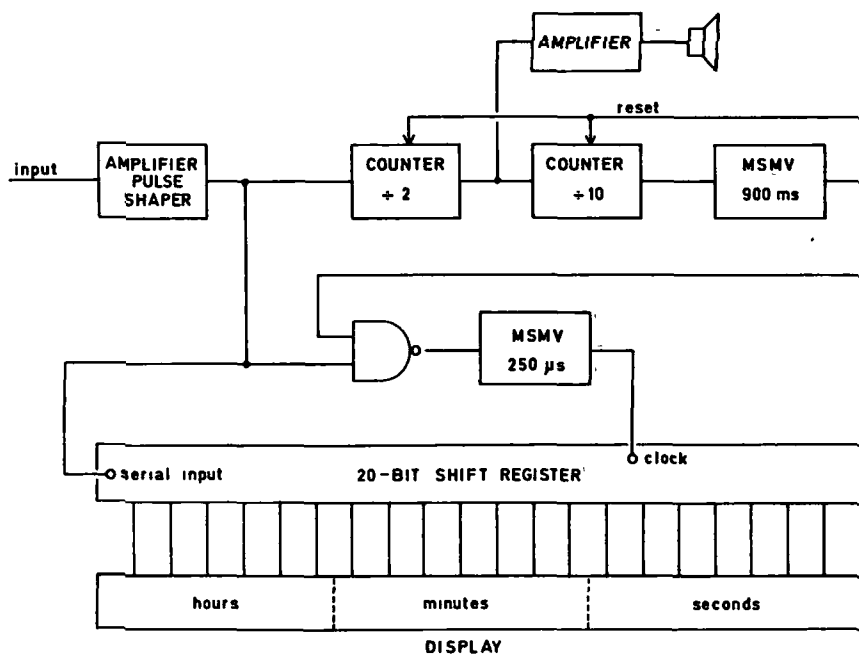 AMPLIFIER
reset
input
AMPLIFIER
PULSE
SHAPER
COUNTER
÷ 2
COUNTER
÷10
MSMV
900 ms
MSMV
250 µs
clock
serial input
20-BIT SHIFT REGISTER
hours
minutes
seconds
DISPLAY